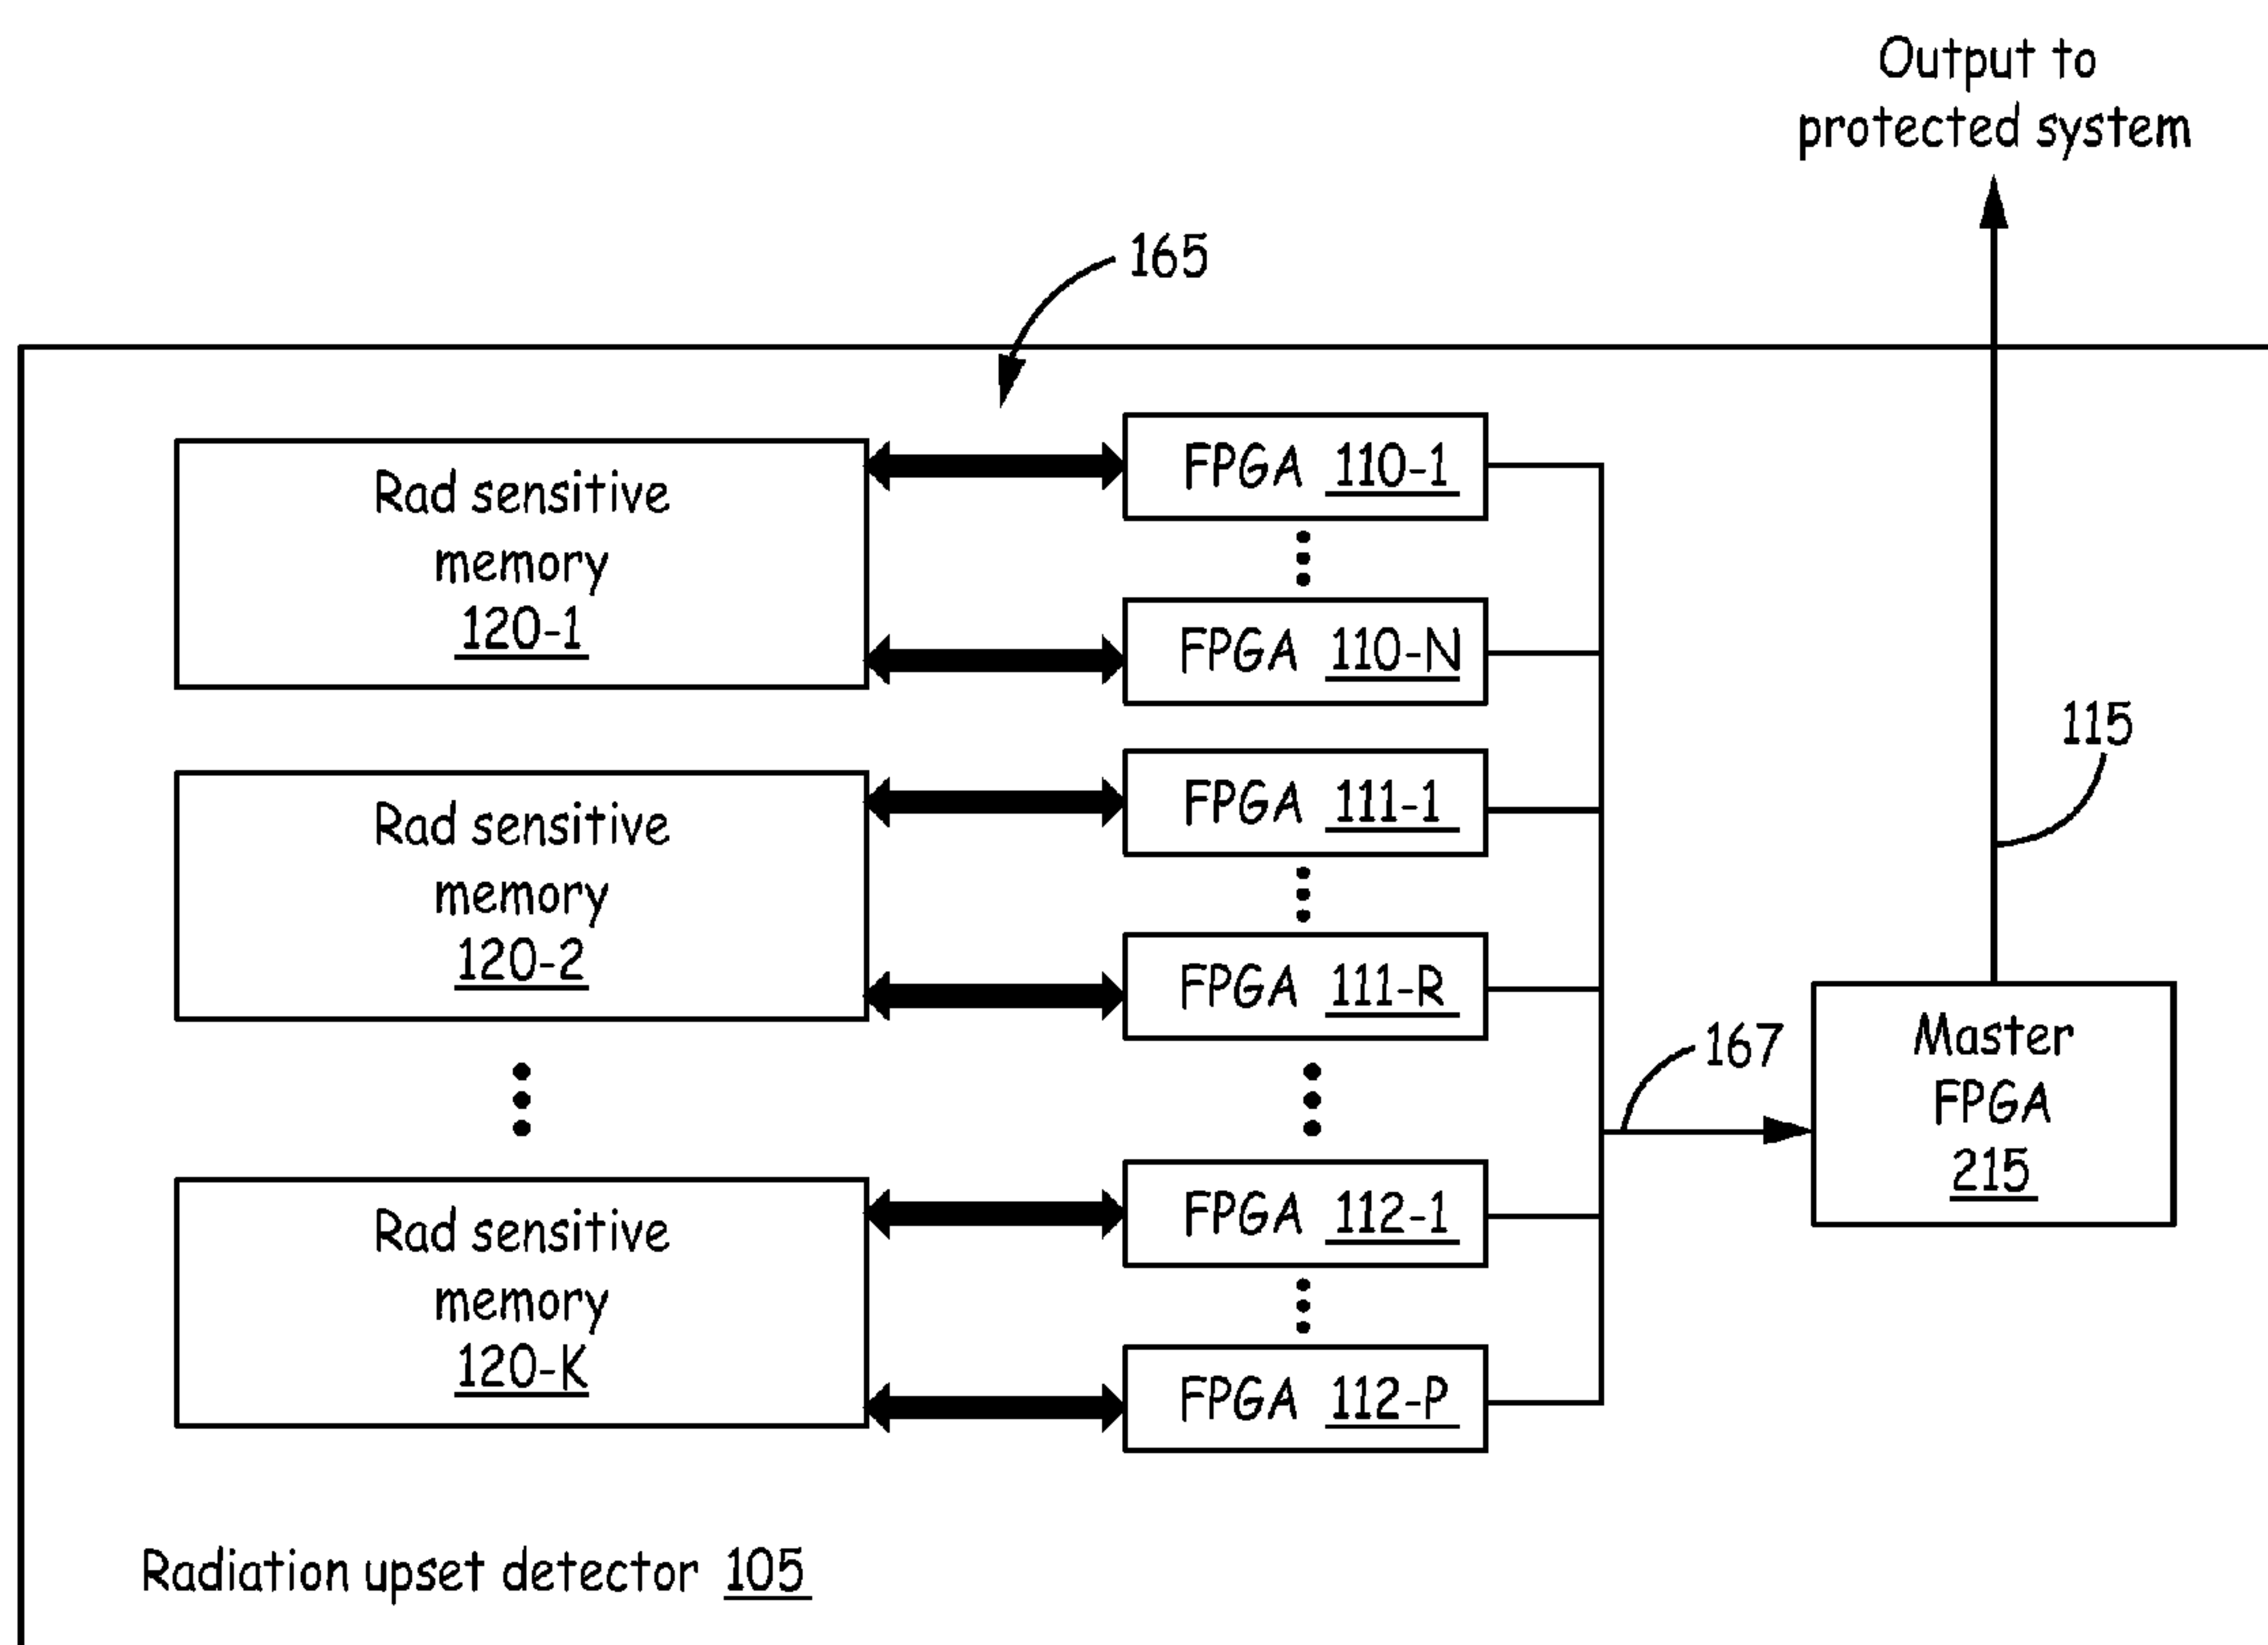 Output to
protected system
165
Rad sensitive
memory
120-1
FPGA 110-1
FPGA 110-N
Rad sensitive
memory
120-2
FPGA 111-1
FPGA 111-R
115
167
Master
FPGA
215
Rad sensitive
memory
120-K
FPGA 112-1
FPGA 112-P
Radiation upset detector 105